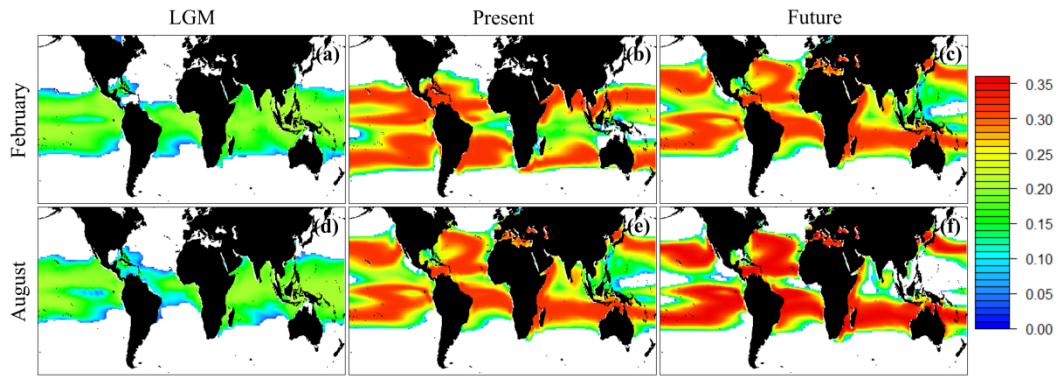 LGM Present Future
February
(a) (b) (c)
August
(d) (e) (f)
0.35
0.30
0.25
0.20
0.15
0.10
0.05
0.00